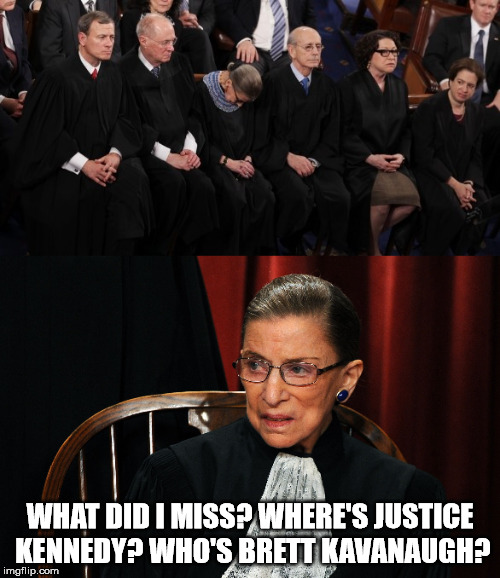 WHAT DID I MISS? WHERE'S JUSTICE
KENNEDY? WHO'S BRETT KAVANAUGH?
imgflip.com